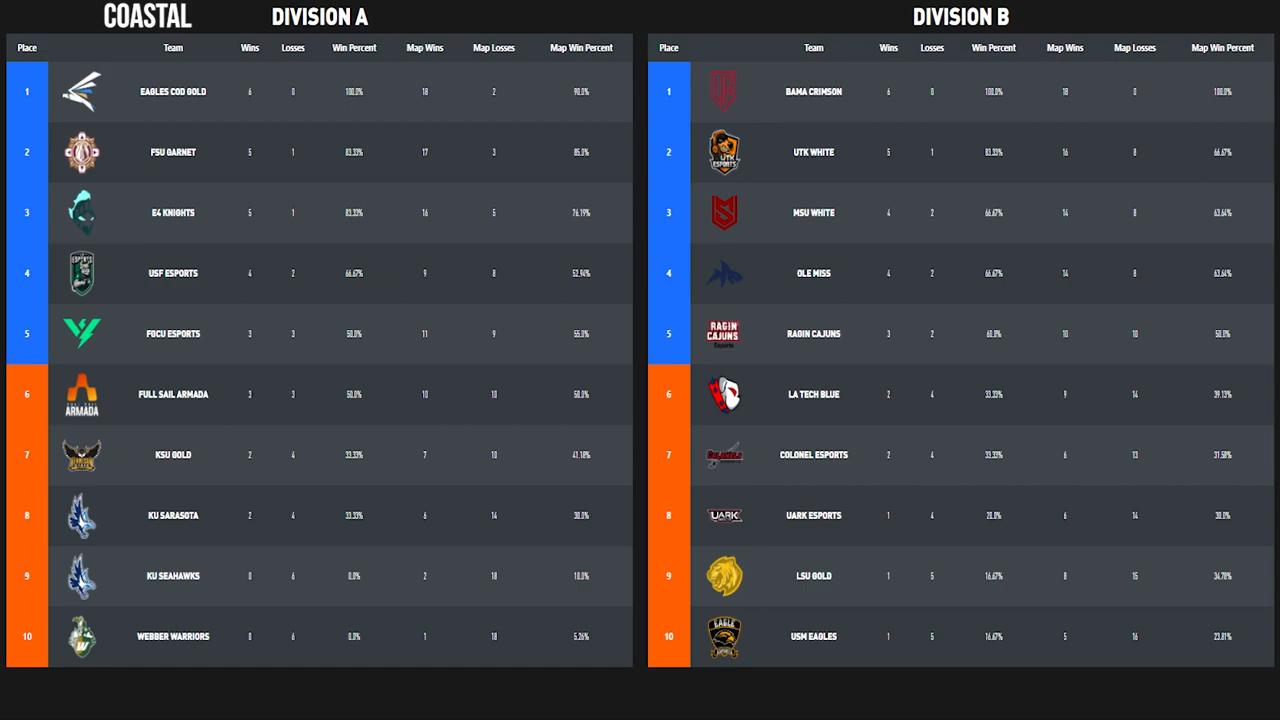 COASTAL DIVISION A
Place Team Wins Losses Win Percent Map Wins Map Losses Map Win Percent
1 EAGLES COD GOLD 6 0 100.0% 18 2 90.0%
2 FSU GARNET 5 1 83.33% 17 3 85.0%
3 E4 KNIGHTS 5 1 83.33% 16 5 76.19%
4 ESPORTS USF ESPORTS 4 2 66.67% 9 8 52.94%
5 FGCU ESPORTS 3 3 50.0% 11 9 55.0%
6 ARMADA FULL SAIL ARMADA 3 3 50.0% 10 10 50.0%
7 KSU GOLD 2 4 33.33% 7 10 41.18%
8 KU SARASOTA 2 4 33.33% 6 14 30.0%
9 KU SEAHAWKS 0 6 0.0% 2 18 10.0%
10 W WEBBER WARRIORS 0 6 0.0% 1 18 5.26%
DIVISION B
Place Team Wins Losses Win Percent Map Wins Map Losses Map Win Percent
1 BAMA CRIMSON 6 0 100.0% 18 0 100.0%
2 UTK ESPORTS UTK WHITE 5 1 83.33% 16 8 66.67%
3 S MSU WHITE 4 2 66.67% 14 8 63.64%
4 OLE MISS 4 2 66.67% 14 8 63.64%
5 RAGIN CAJUNS Esports RAGIN CAJUNS 3 2 60.0% 10 10 50.0%
6 LA TECH BLUE 2 4 33.33% 9 14 39.13%
7 COLONELS COLONEL ESPORTS 2 4 33.33% 6 13 31.58%
8 UARK UARK ESPORTS 1 4 20.0% 6 14 30.0%
9 LSU GOLD 1 5 16.67% 8 15 34.78%
10 EAGLE USM EAGLES 1 5 16.67% 5 16 23.81%